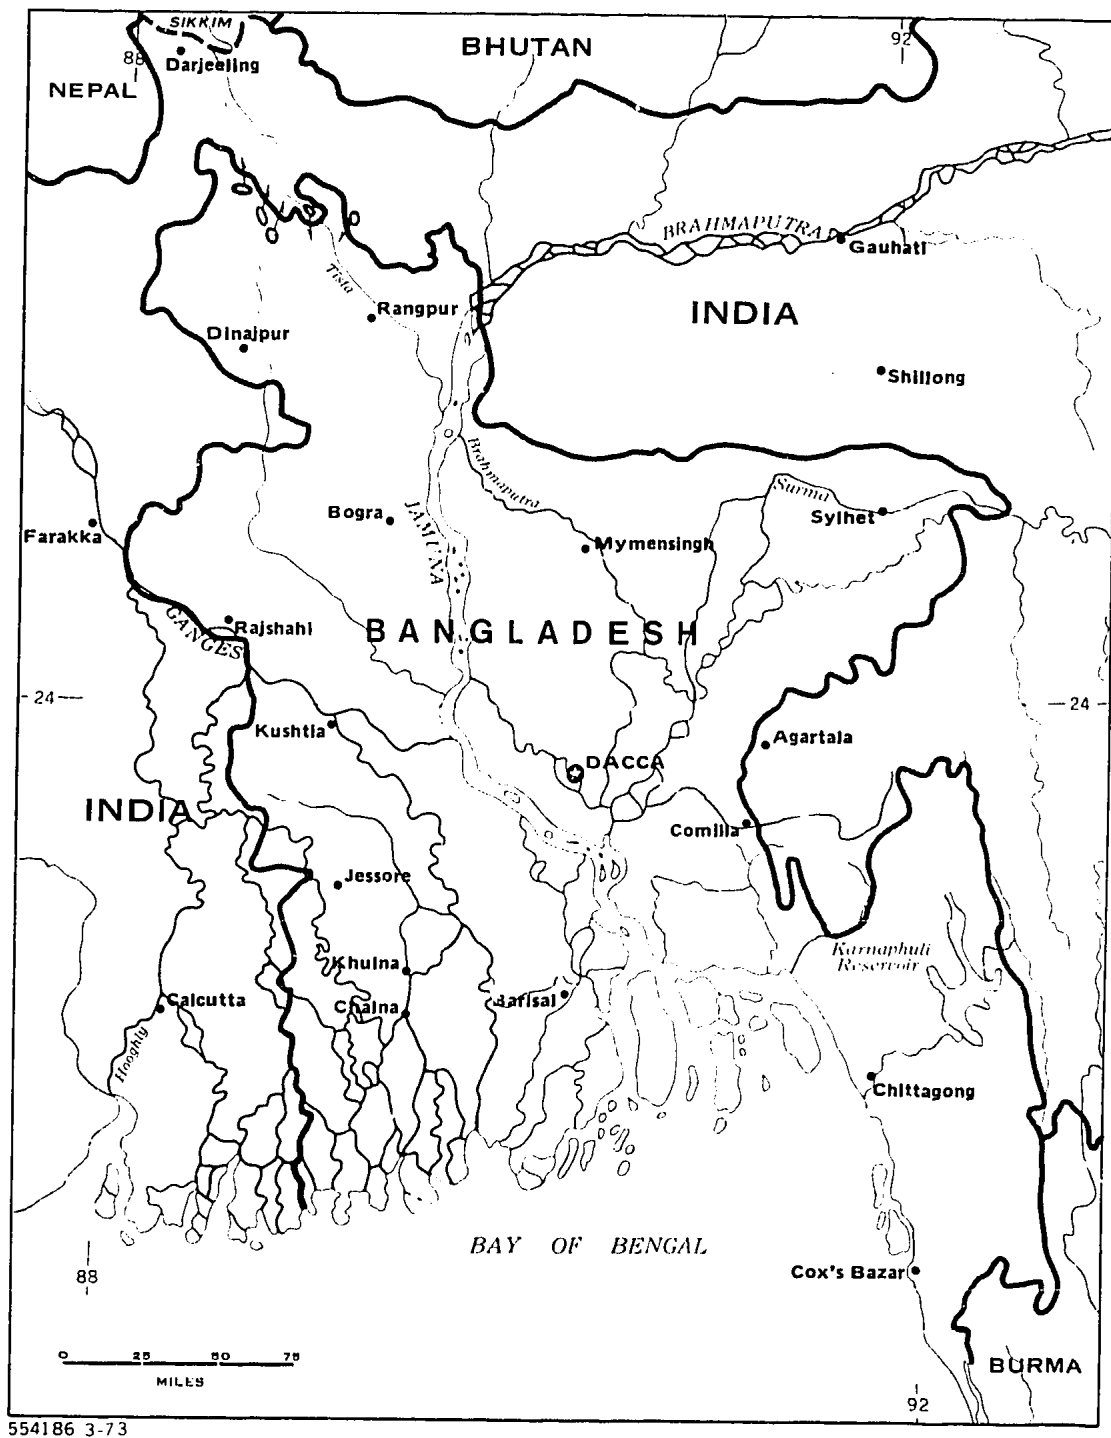 SIKKIM
88
Darjeeling
NEPAL
BHUTAN
92
BRAHMAPUTRA
Gauhati
Tista
Rangpur
INDIA
Dinajpur
Shillong
Brahmaputra
Surma
Sylhet
Bogra
JAMUNA
Farakka
Mymensingh
GANGES
Rajshahi
BANGLADESH
24
24
Kushtia
Agartala
DACCA
INDIA
Comilla
Jessore
Karnaphuli
Reservoir
Khulna
Calcutta
Chalna
Barisal
Hooghly
Chittagong
BAY OF BENGAL
88
Cox's Bazar
0 25 50 75
MILES
BURMA
92
554186 3-73